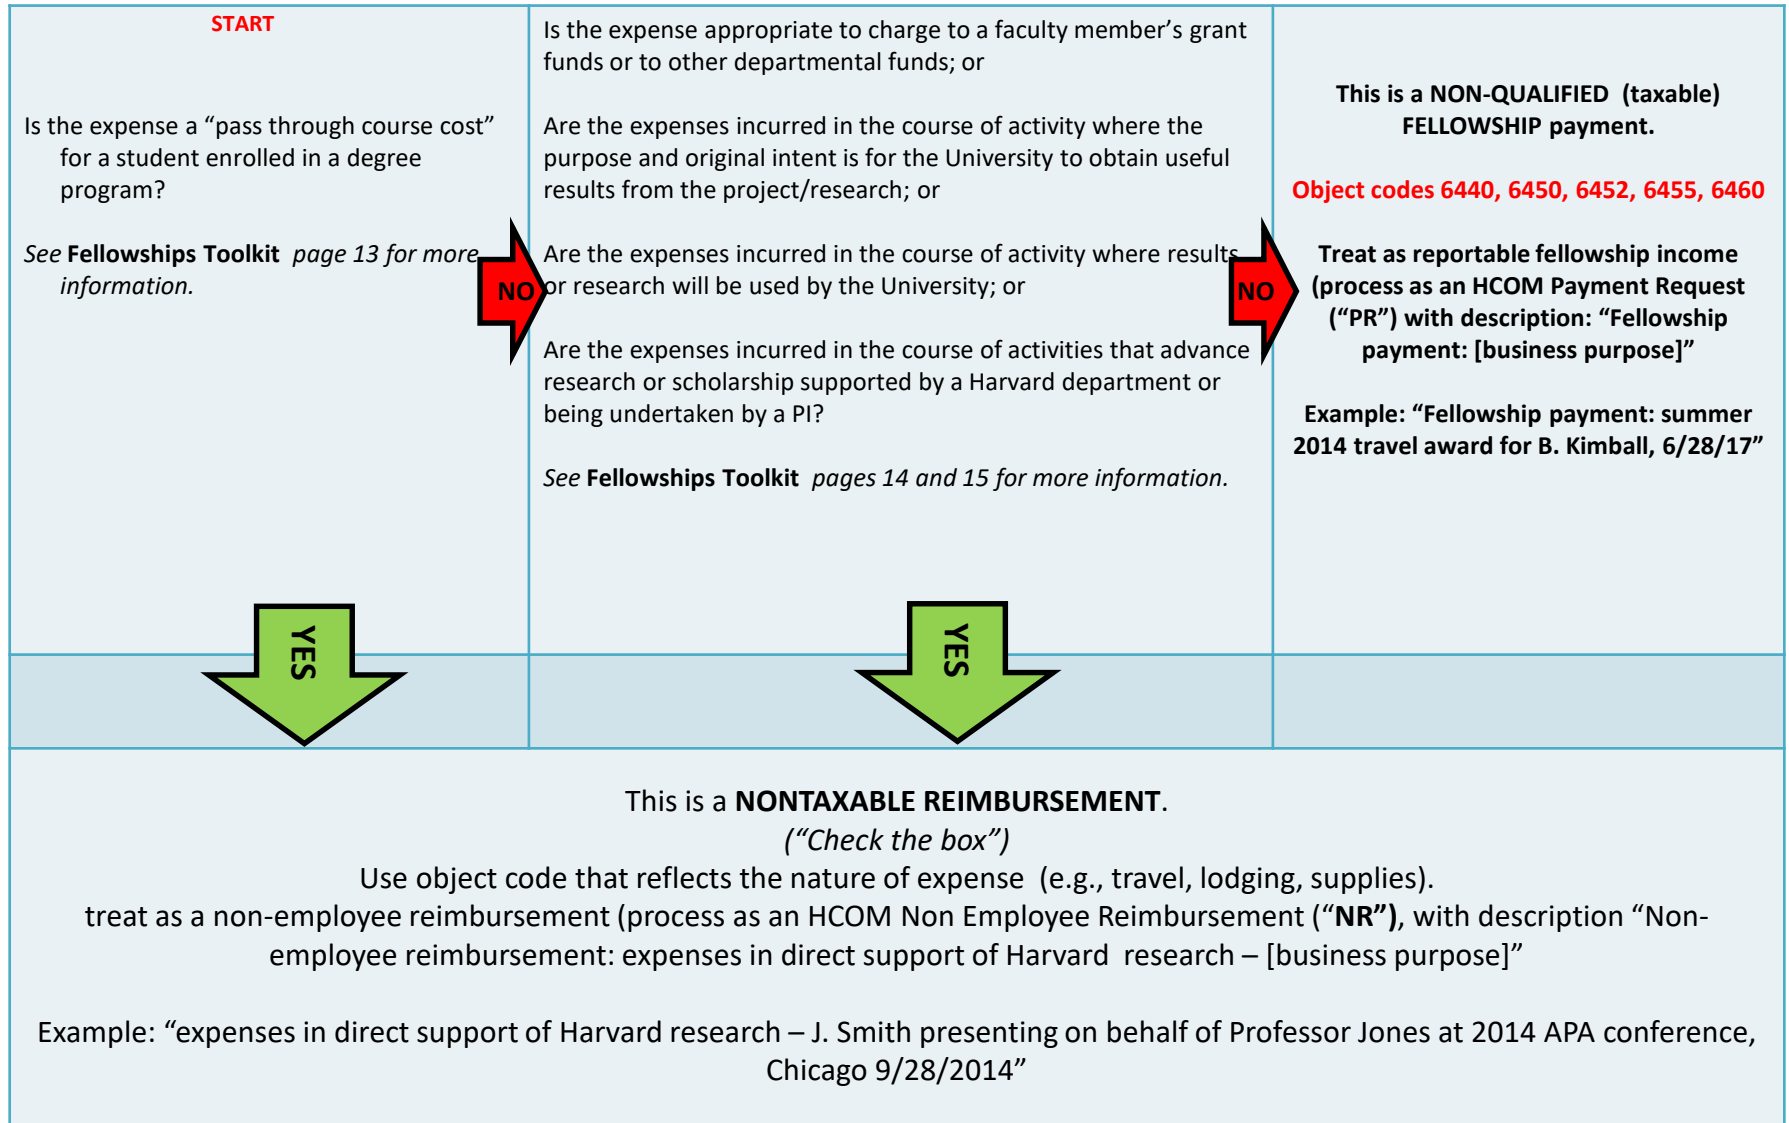 START
Is the expense a “pass through course cost”
for a student enrolled in a degree
program?
See Fellowships Toolkit page 13 for more
information.
NO
Is the expense appropriate to charge to a faculty member’s grant
funds or to other departmental funds; or
Are the expenses incurred in the course of activity where the
purpose and original intent is for the University to obtain useful
results from the project/research; or
Are the expenses incurred in the course of activity where results
or research will be used by the University; or
Are the expenses incurred in the course of activities that advance
research or scholarship supported by a Harvard department or
being undertaken by a PI?
See Fellowships Toolkit pages 14 and 15 for more information.
NO
This is a NON-QUALIFIED (taxable)
FELLOWSHIP payment.
Object codes 6440, 6450, 6452, 6455, 6460
Treat as reportable fellowship income
(process as an HCOM Payment Request
(“PR”) with description: “Fellowship
payment: [business purpose]”
Example: “Fellowship payment: summer
2014 travel award for B. Kimball, 6/28/17”
YES
YES
This is a NONTAXABLE REIMBURSEMENT.
(“Check the box”)
Use object code that reflects the nature of expense (e.g., travel, lodging, supplies).
treat as a non-employee reimbursement (process as an HCOM Non Employee Reimbursement (“NR”), with description “Non-
employee reimbursement: expenses in direct support of Harvard research – [business purpose]”
Example: “expenses in direct support of Harvard research – J. Smith presenting on behalf of Professor Jones at 2014 APA conference,
Chicago 9/28/2014”